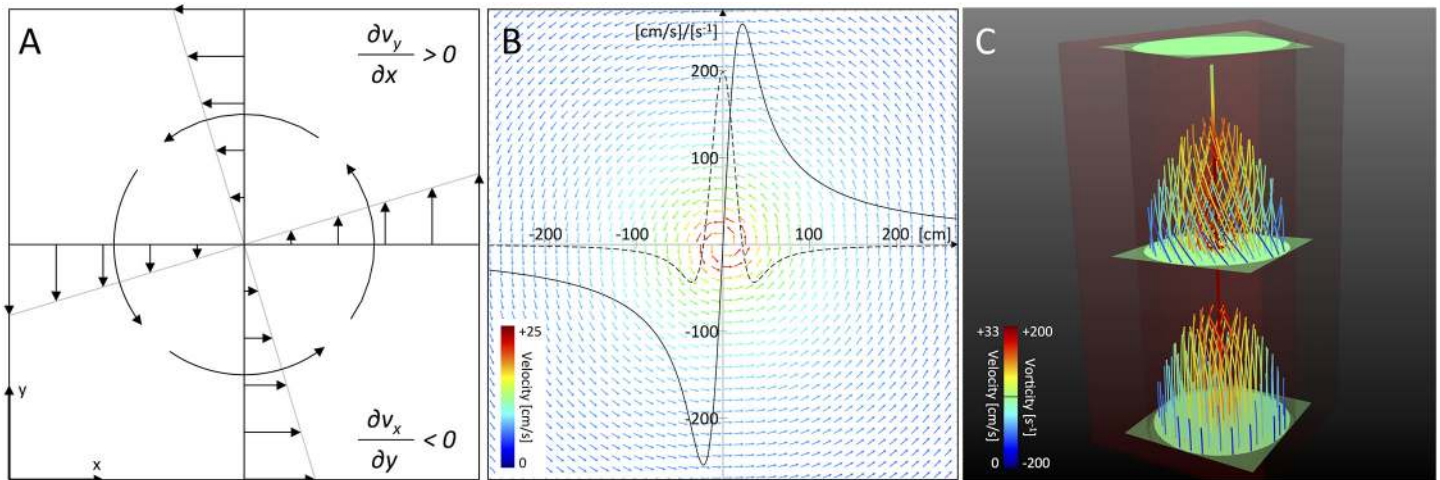 A
∂v_y
∂x
> 0
∂v_x
∂y
< 0
y
x
B
[cm/s]/[s⁻¹]
200
100
-200
-100
100
200
[cm]
-100
-200
+25
Velocity [cm/s]
0
C
+33
+200
Velocity [cm/s]
Vorticity [s⁻¹]
0
-200